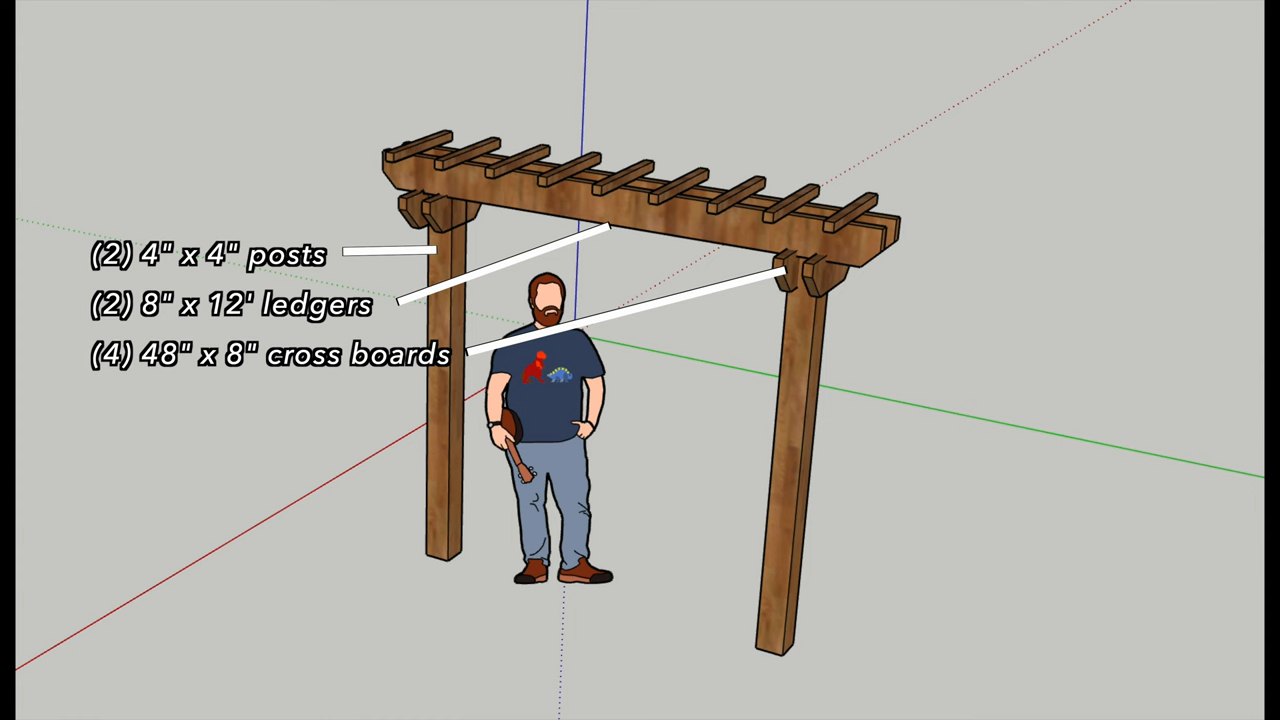 (2) 4" x 4" posts
(2) 8" x 12' ledgers
(4) 48" x 8" cross boards